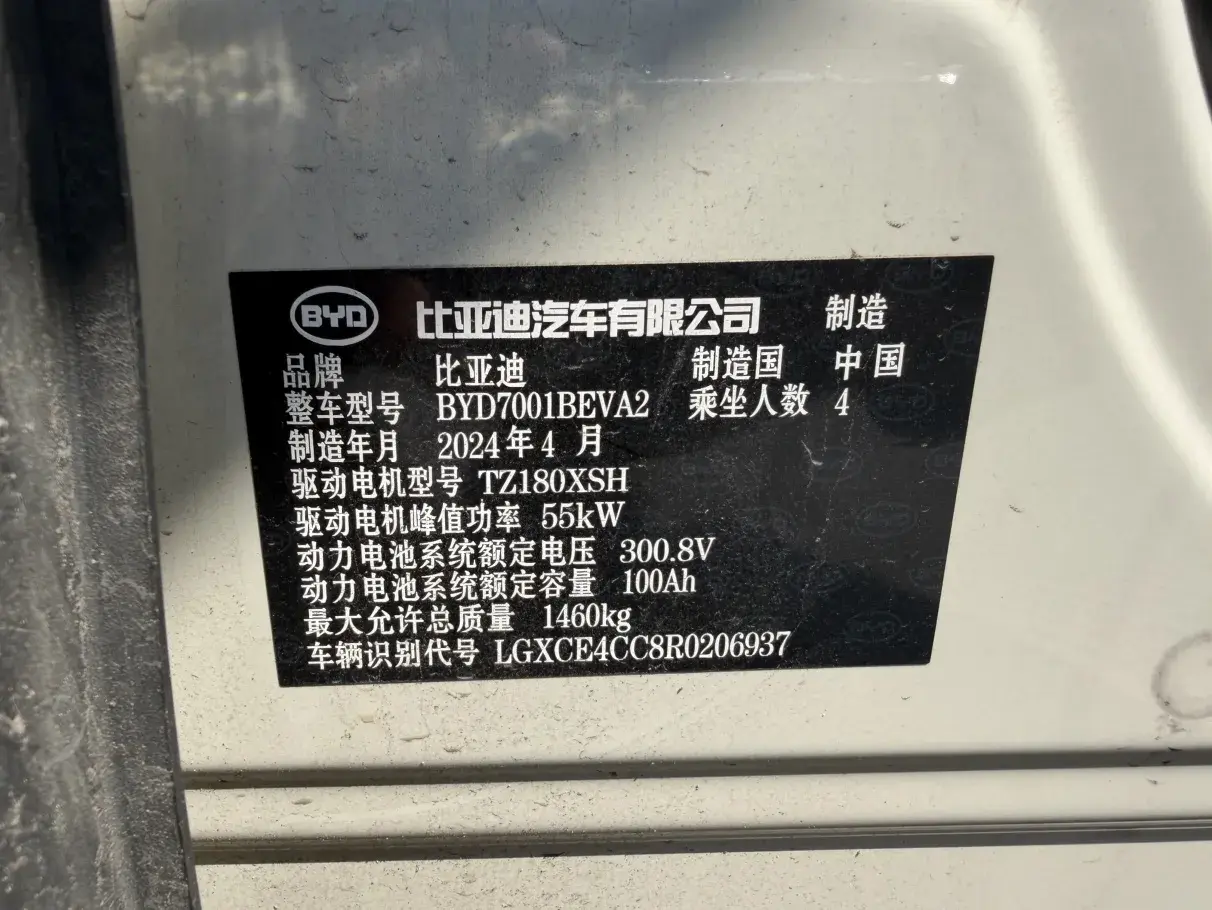 BYD 比亚迪汽车有限公司 制造
品牌 比亚迪 制造国 中国
整车型号 BYD7001BEVA2 乘坐人数 4
制造年月 2024年4月
驱动电机型号 TZ180XSH
驱动电机峰值功率 55kW
动力电池系统额定电压 300.8V
动力电池系统额定容量 100Ah
最大允许总质量 1460kg
车辆识别代号 LGXCE4CC8R0206937